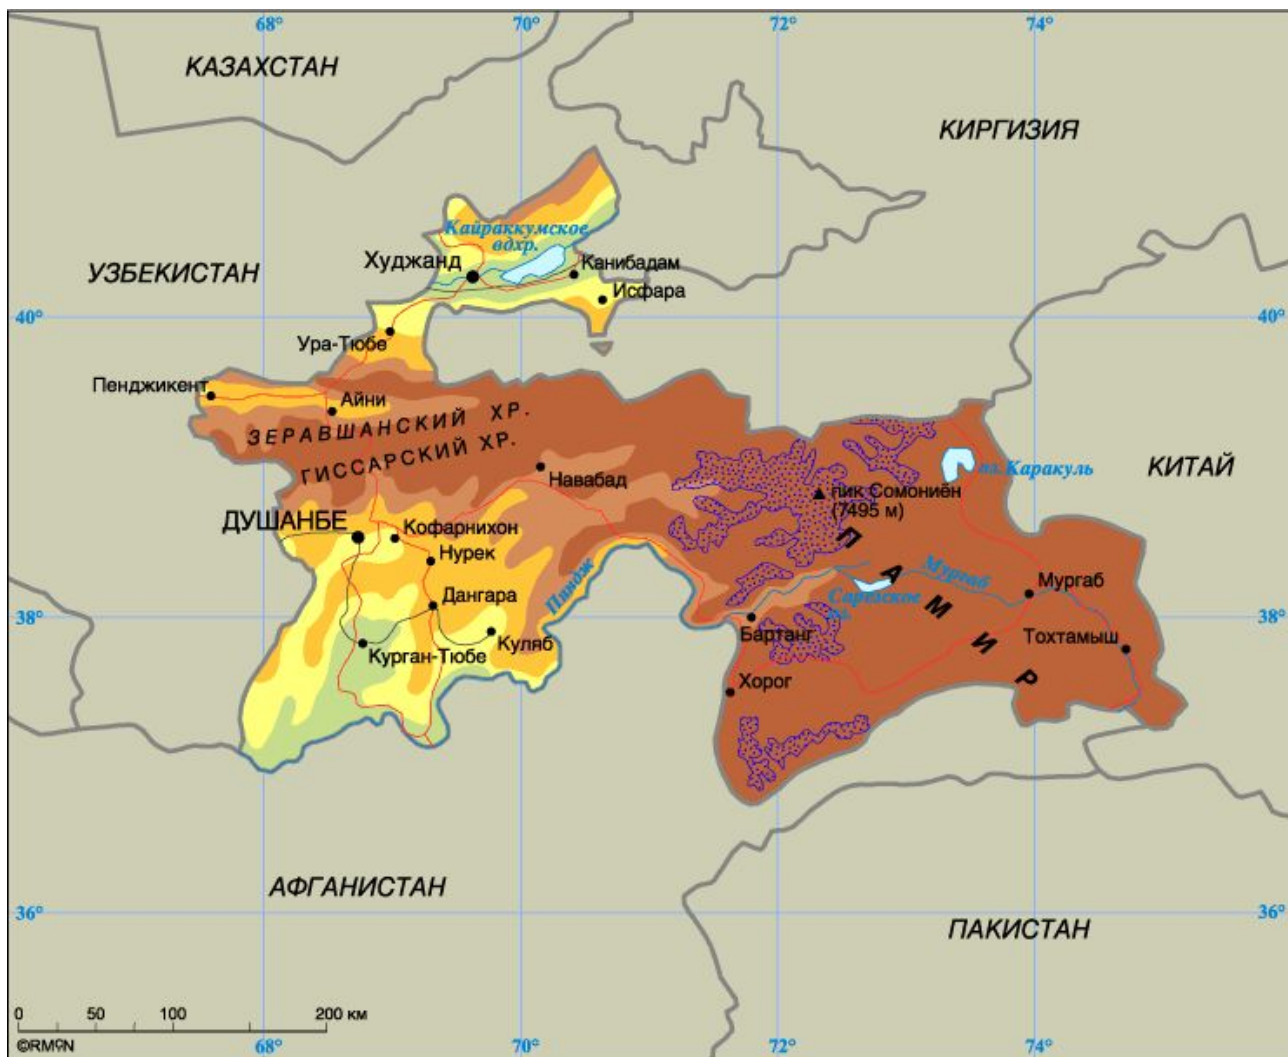 68°
70°
72°
74°
КАЗАХСТАН
КИРГИЗИЯ
Кайраккумское
вдхр.
Худжанд
Канибадам
УЗБЕКИСТАН
Исфара
40°
40°
Ура-Тюбе
Пенджикент
Айни
ЗЕРАВШАНСКИЙ ХР.
ГИССАРСКИЙ ХР.
оз. Каракуль
КИТАЙ
Навабад
пик Сомониён
(7495 м)
ДУШАНБЕ
Кофарнихон
Нурек
ПАМИР
Пяндж
Мургаб
Мургаб
Дангара
Сарезское
оз.
38°
38°
Бартанг
Тохтамыш
Куляб
Курган-Тюбе
Хорог
АФГАНИСТАН
36°
36°
ПАКИСТАН
0 50 100 200 км
©RMCN
68°
70°
72°
74°